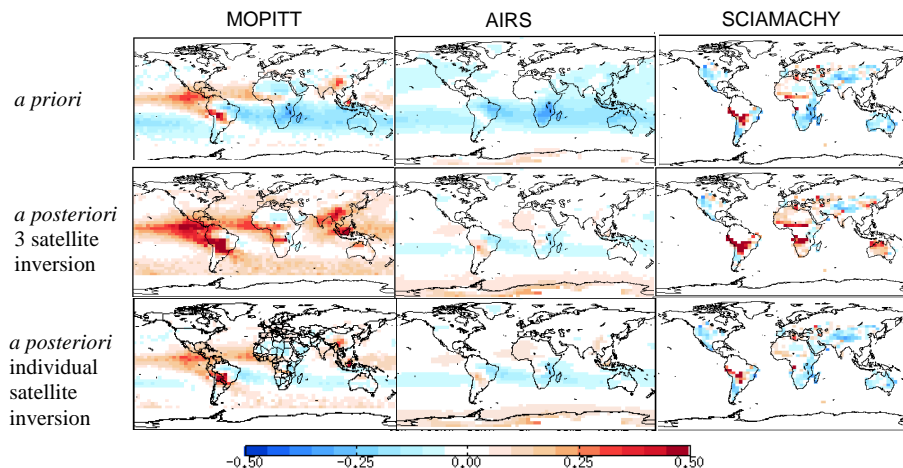 MOPITT AIRS SCIAMACHY
a priori
a posteriori
3 satellite
inversion
a posteriori
individual
satellite
inversion
-0.50 -0.25 0.00 0.25 0.50